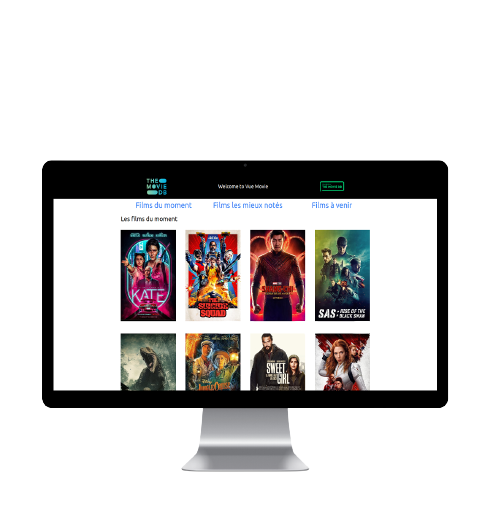 THE
MOVIE
DB
Welcome to Vue Movie
Films du moment
Films les mieux notés
Films à venir
Les films du moment
KATE
THE SUICIDE
SQUAD
SAS: RISE OF THE
BLACK SWAN
SWEET
GIRL